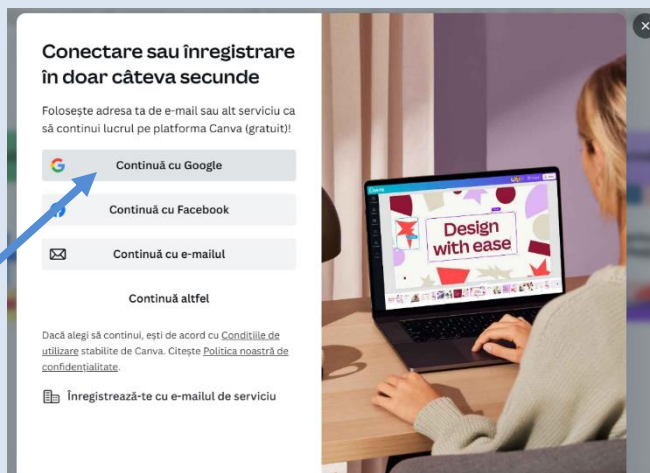 Conectare sau înregistrare
în doar câteva secunde
Folosește adresa ta de e-mail sau alt serviciu ca
să continui lucrul pe platforma Canva (gratuit)!
Continuă cu Google
Continuă cu Facebook
Continuă cu e-mailul
Continuă altfel
Dacă alegi să continui, ești de acord cu Condițiile de
utilizare stabilite de Canva. Citește Politica noastră de
confidențialitate.
Înregistrează-te cu e-mailul de serviciu
Canva
Design
with ease